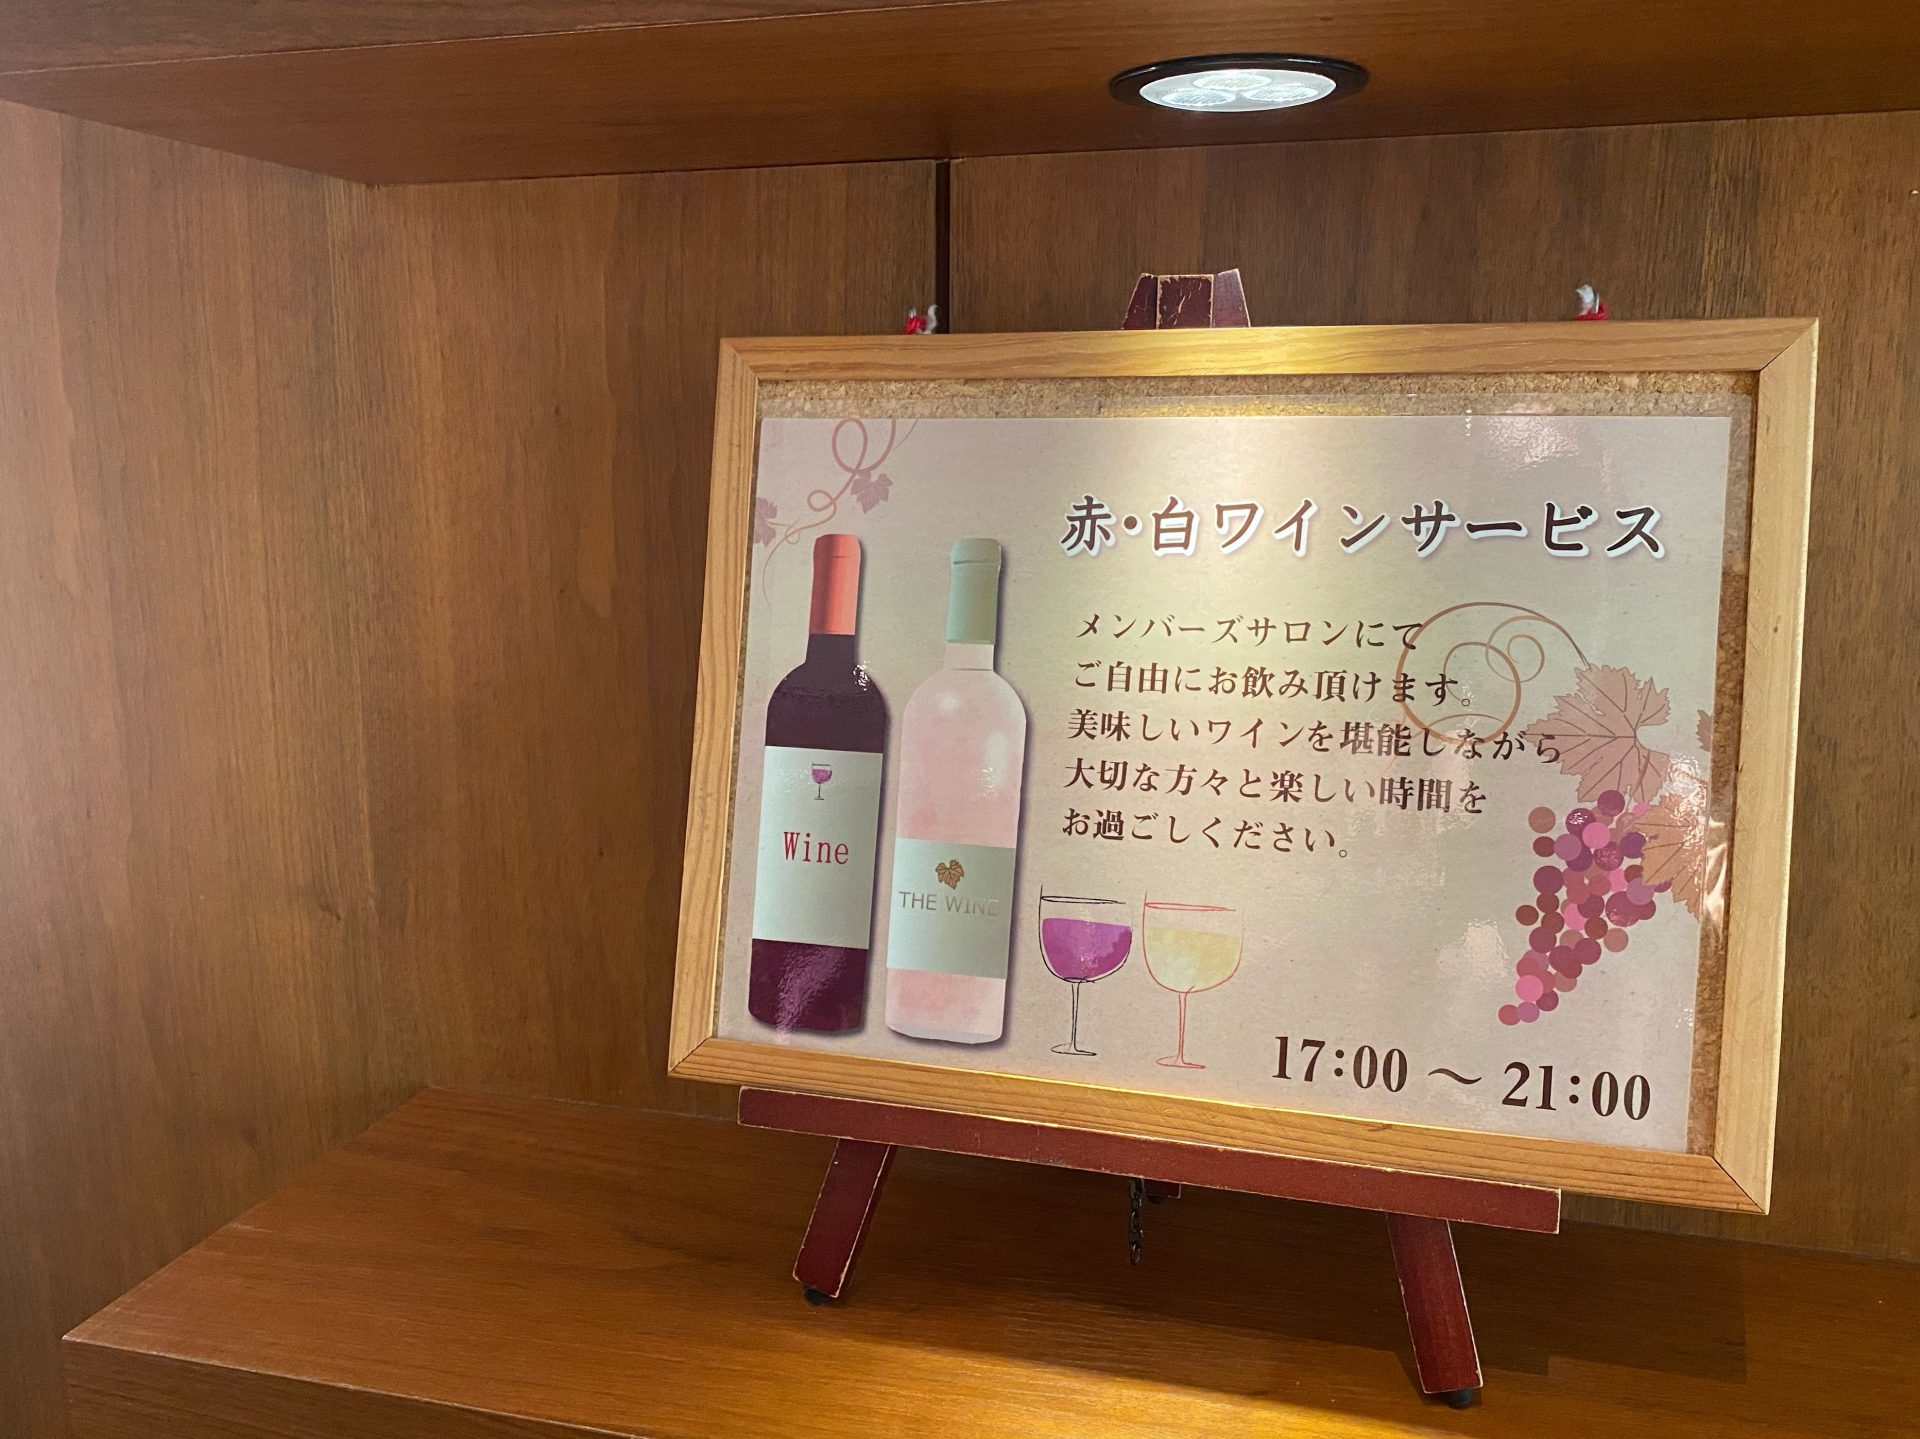 赤・白ワインサービス
メンバーズサロンにて
ご自由にお飲み頂けます。
美味しいワインを堪能しながら
大切な方々と楽しい時間を
お過ごしください。
Wine
THE WINE
17:00 ～ 21:00